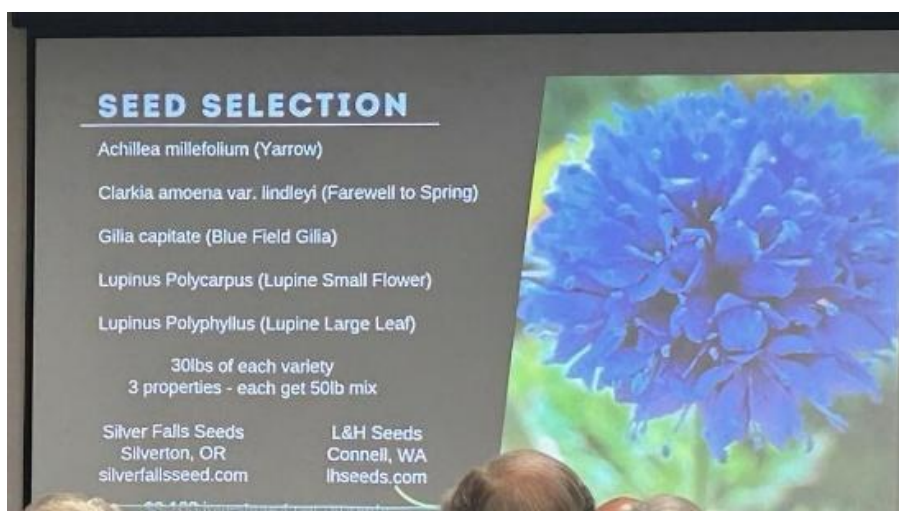 SEED SELECTION
Achillea millefolium (Yarrow)
Clarkia amoena var. lindleyi (Farewell to Spring)
Gilia capitate (Blue Field Gilia)
Lupinus Polycarpus (Lupine Small Flower)
Lupinus Polyphyllus (Lupine Large Leaf)
30lbs of each variety
3 properties - each get 50lb mix
Silver Falls Seeds
Silverton, OR
silverfallsseed.com
L&H Seeds
Connell, WA
lhseeds.com